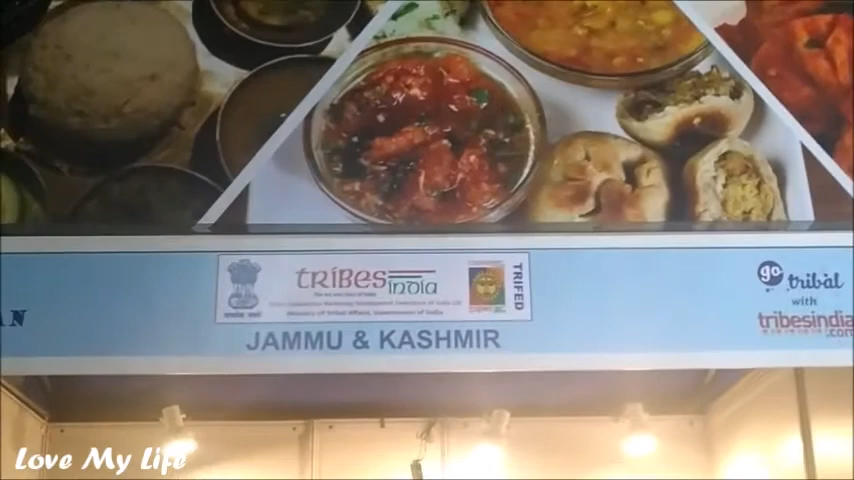 AN
TRIBES india
TRIFED
Ministry of Tribal Affairs, Government of India
JAMMU & KASHMIR
go tribal
with
tribesindia
.com
Love My Life